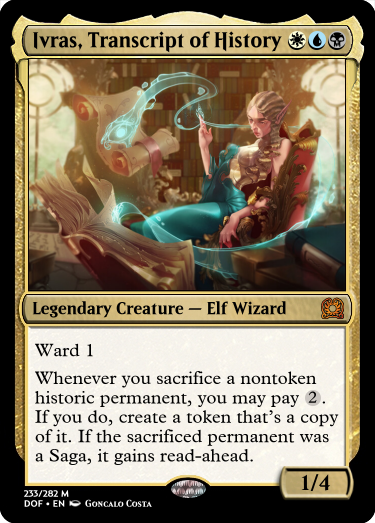 Ivras, Transcript of History
Legendary Creature — Elf Wizard
Ward 1
Whenever you sacrifice a nontoken
historic permanent, you may pay 2.
If you do, create a token that's a copy
of it. If the sacrificed permanent was
a Saga, it gains read-ahead.
1/4
233/282 M
DOF • EN Goncalo Costa